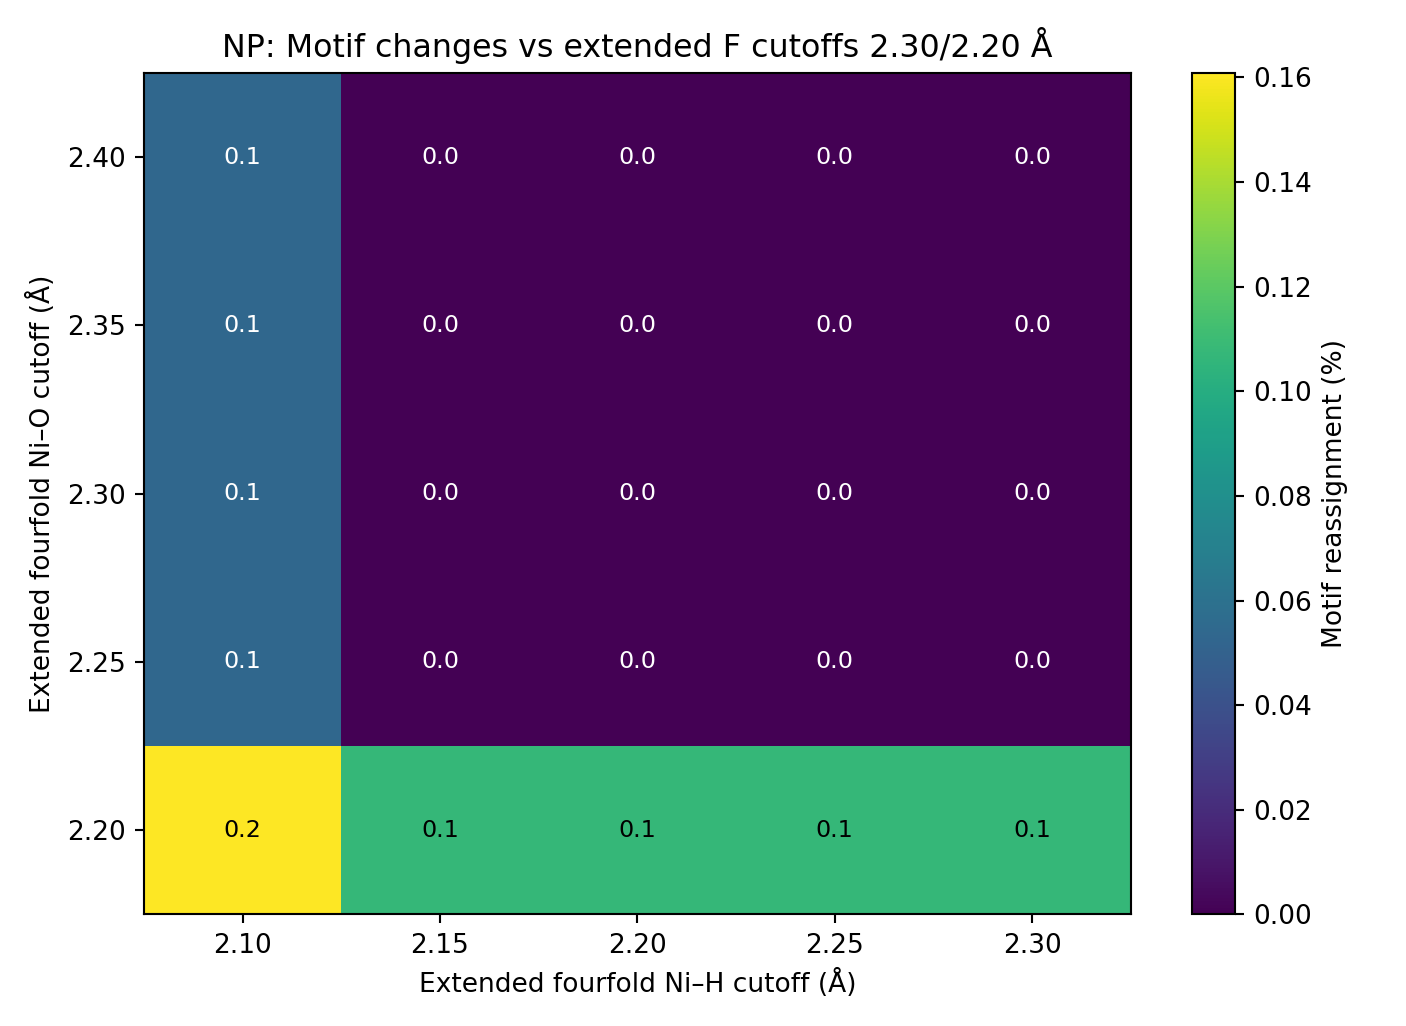 NP: Motif changes vs extended F cutoffs 2.30/2.20 Å
Extended fourfold Ni–O cutoff (Å)
2.40
0.1 0.0 0.0 0.0 0.0
2.35
0.1 0.0 0.0 0.0 0.0
2.30
0.1 0.0 0.0 0.0 0.0
2.25
0.1 0.0 0.0 0.0 0.0
2.20
0.2 0.1 0.1 0.1 0.1
2.10 2.15 2.20 2.25 2.30
Extended fourfold Ni–H cutoff (Å)
0.16
0.14
0.12
0.10
0.08
0.06
0.04
0.02
0.00
Motif reassignment (%)